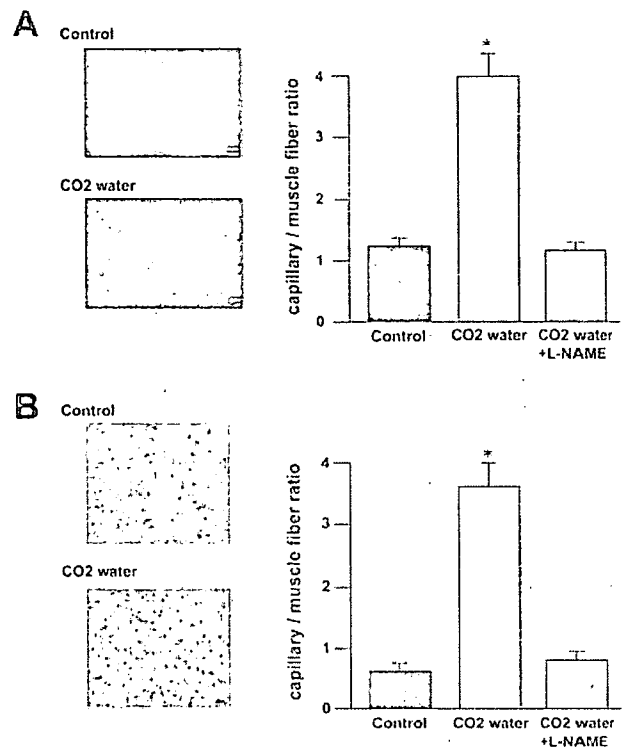 A
Control
CO2 water
capillary / muscle fiber ratio
*
4
3
2
1
0
Control
CO2 water
CO2 water
+L-NAME
B
Control
CO2 water
capillary / muscle fiber ratio
*
4
3
2
1
0
Control
CO2 water
CO2 water
+L-NAME